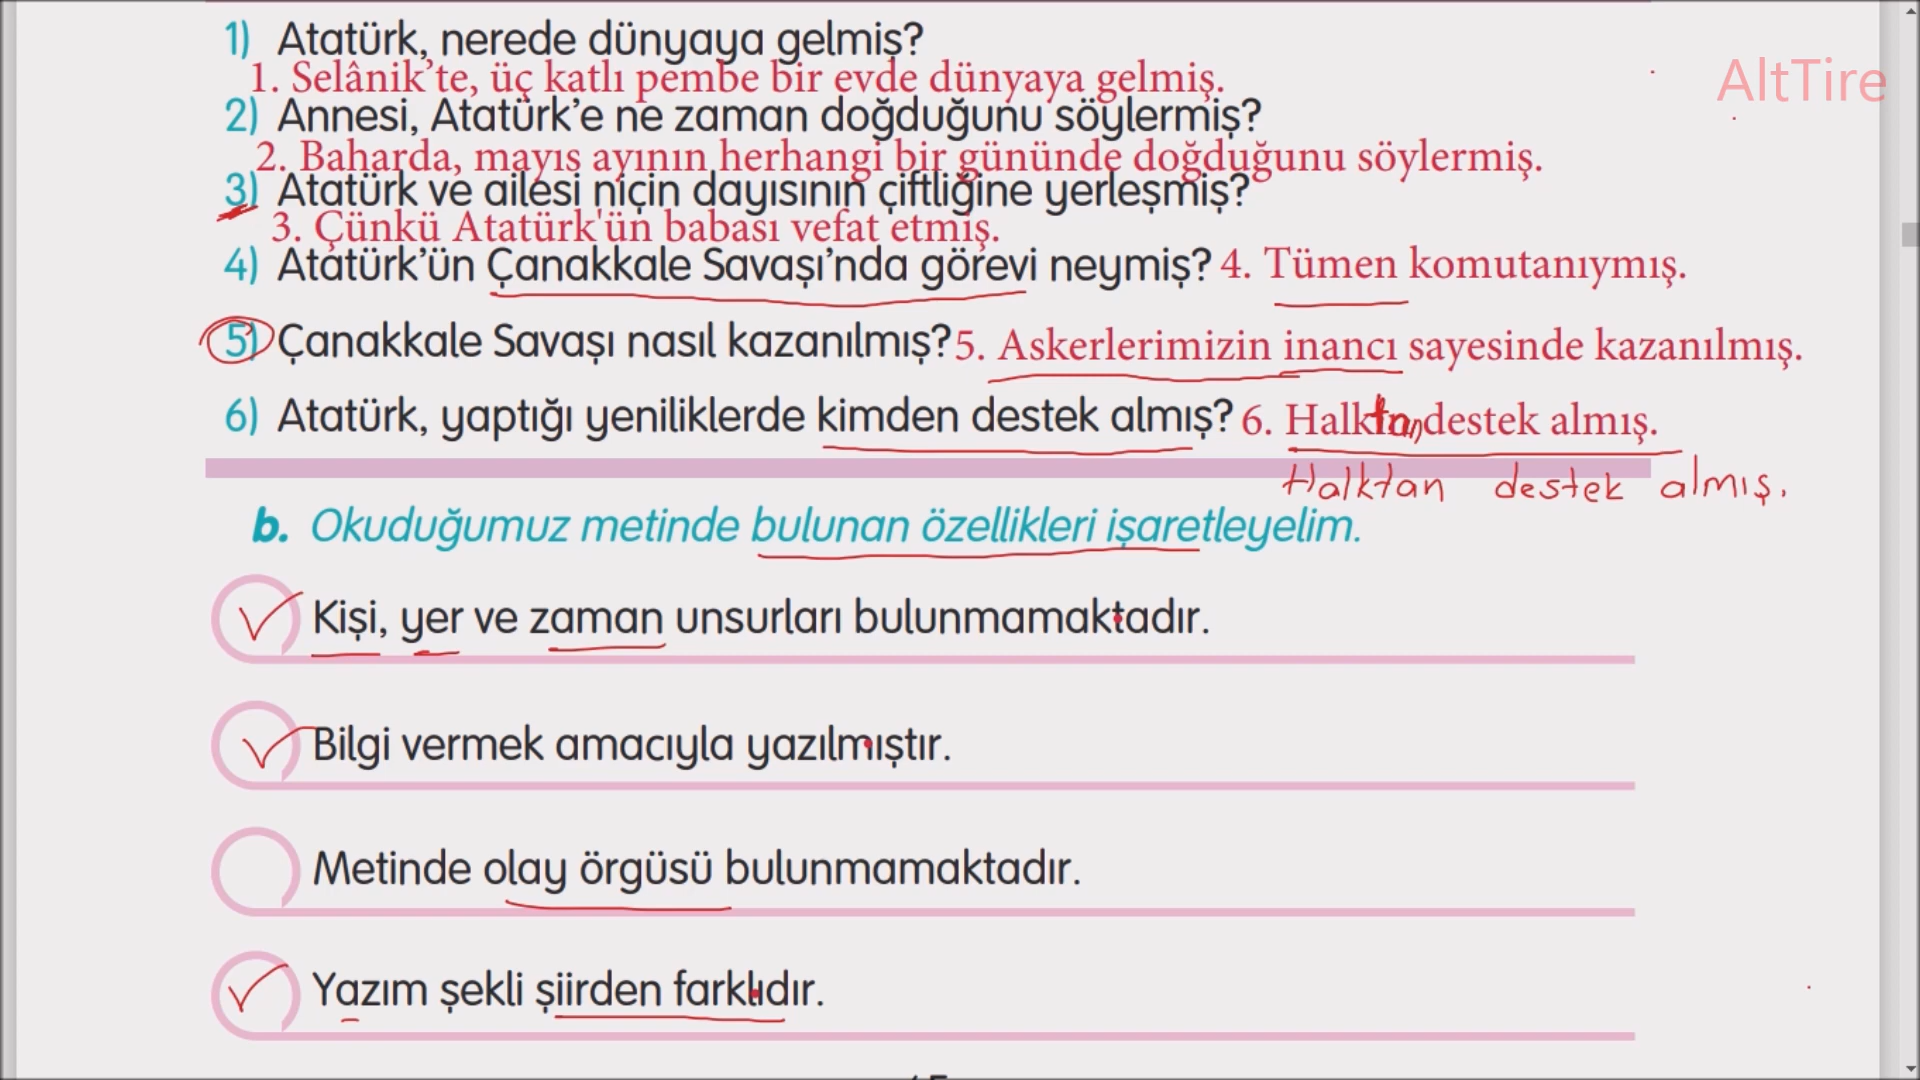 1) Atatürk, nerede dünyaya gelmiş?
AltTire
1. Selânik’te, üç katlı pembe bir evde dünyaya gelmiş.
2) Annesi, Atatürk’e ne zaman doğduğunu söylermiş?
2. Baharda, mayıs ayının herhangi bir gününde doğduğunu söylermiş.
3) Atatürk ve ailesi niçin dayısının çiftliğine yerleşmiş?
3. Çünkü Atatürk'ün babası vefat etmiş.
4) Atatürk’ün Çanakkale Savaşı’nda görevi neymiş? 4. Tümen komutanıymış.
5) Çanakkale Savaşı nasıl kazanılmış? 5. Askerlerimizin inancı sayesinde kazanılmış.
6) Atatürk, yaptığı yeniliklerde kimden destek almış? 6. Halktan destek almış.
Halktan destek almış.
b. Okuduğumuz metinde bulunan özellikleri işaretleyelim.
Kişi, yer ve zaman unsurları bulunmamaktadır.
Bilgi vermek amacıyla yazılmıştır.
Metinde olay örgüsü bulunmamaktadır.
Yazım şekli şiirden farklıdır.